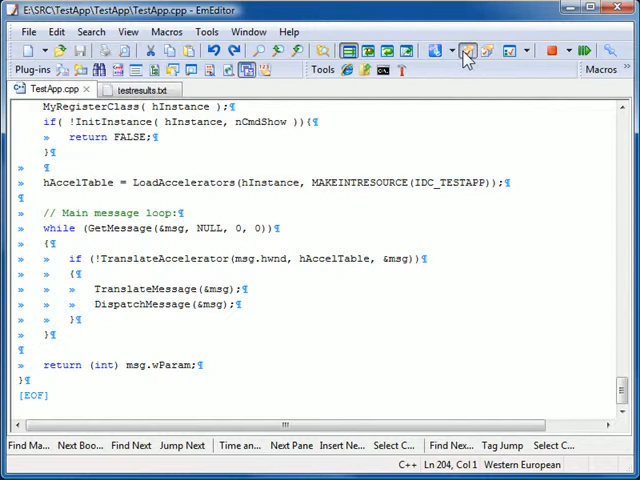 E:\SRC\TestApp\TestApp.cpp - EmEditor
File Edit Search View Macros Tools Window Help
Plug-ins: Tools Macros
TestApp.cpp testresults.txt
MyRegisterClass( hInstance );
if( !InitInstance( hInstance, nCmdShow )){
return FALSE;
}
hAccelTable = LoadAccelerators(hInstance, MAKEINTRESOURCE(IDC_TESTAPP));
// Main message loop:
while (GetMessage(&msg, NULL, 0, 0))
{
if (!TranslateAccelerator(msg.hwnd, hAccelTable, &msg))
{
TranslateMessage(&msg);
DispatchMessage(&msg);
}
}
return (int) msg.wParam;
}
[EOF]
Find Ma... Next Boo... Find Next Jump Next Time an... Next Pane Insert Ne... Select C... Find Nex... Tag Jump Select C...
C++ Ln 204, Col 1 Western European